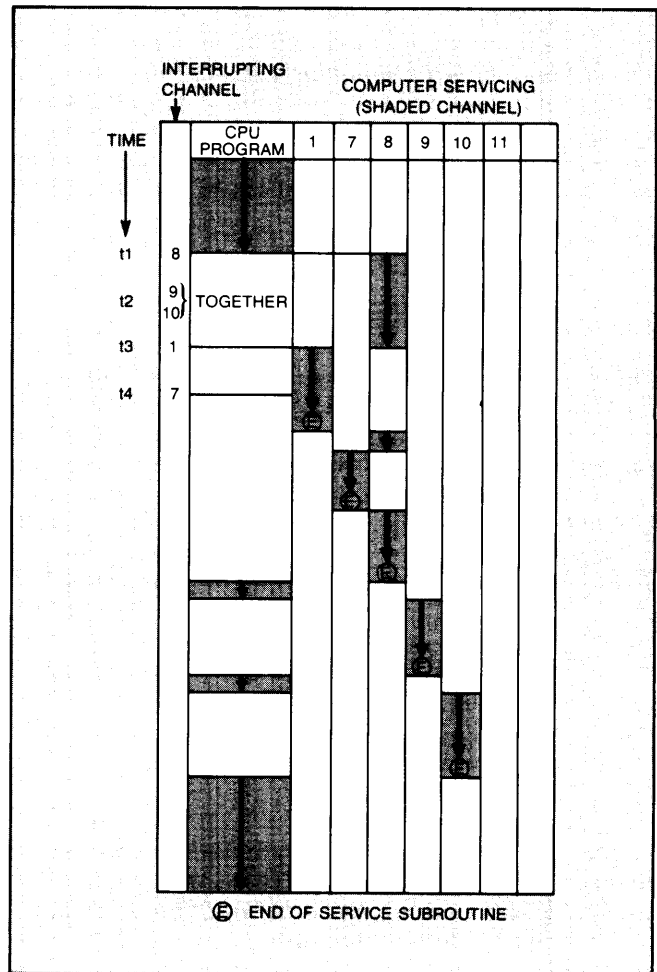 INTERRUPTING
CHANNEL
COMPUTER SERVICING
(SHADED CHANNEL)
TIME
CPU
PROGRAM
1
7
8
9
10
11
t1 8
t2 9
10 } TOGETHER
t3 1
t4 7
E
E
E
E
E
Ⓔ END OF SERVICE SUBROUTINE